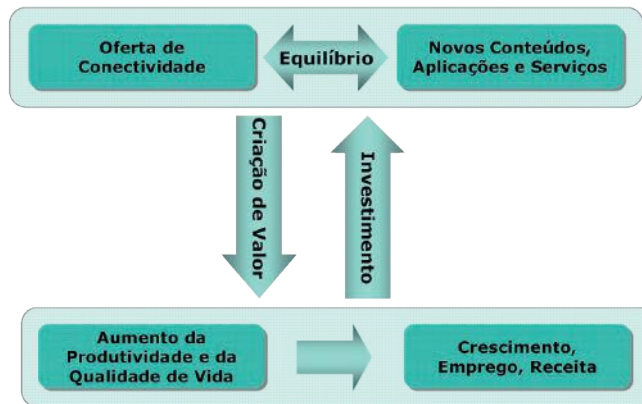 Oferta de
Conectividade
Equilíbrio
Novos Conteúdos,
Aplicações e Serviços
Criação de Valor
Investimento
Aumento da
Produtividade e da
Qualidade de Vida
Crescimento,
Emprego, Receita